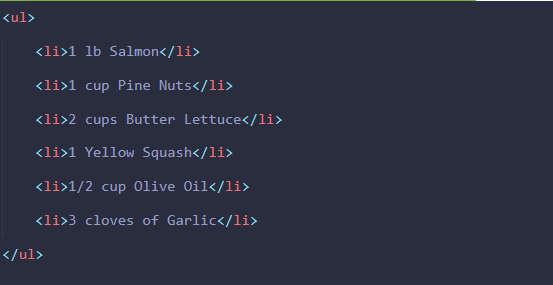 <ul>
<li>1 lb Salmon</li>
<li>1 cup Pine Nuts</li>
<li>2 cups Butter Lettuce</li>
<li>1 Yellow Squash</li>
<li>1/2 cup Olive Oil</li>
<li>3 cloves of Garlic</li>
</ul>